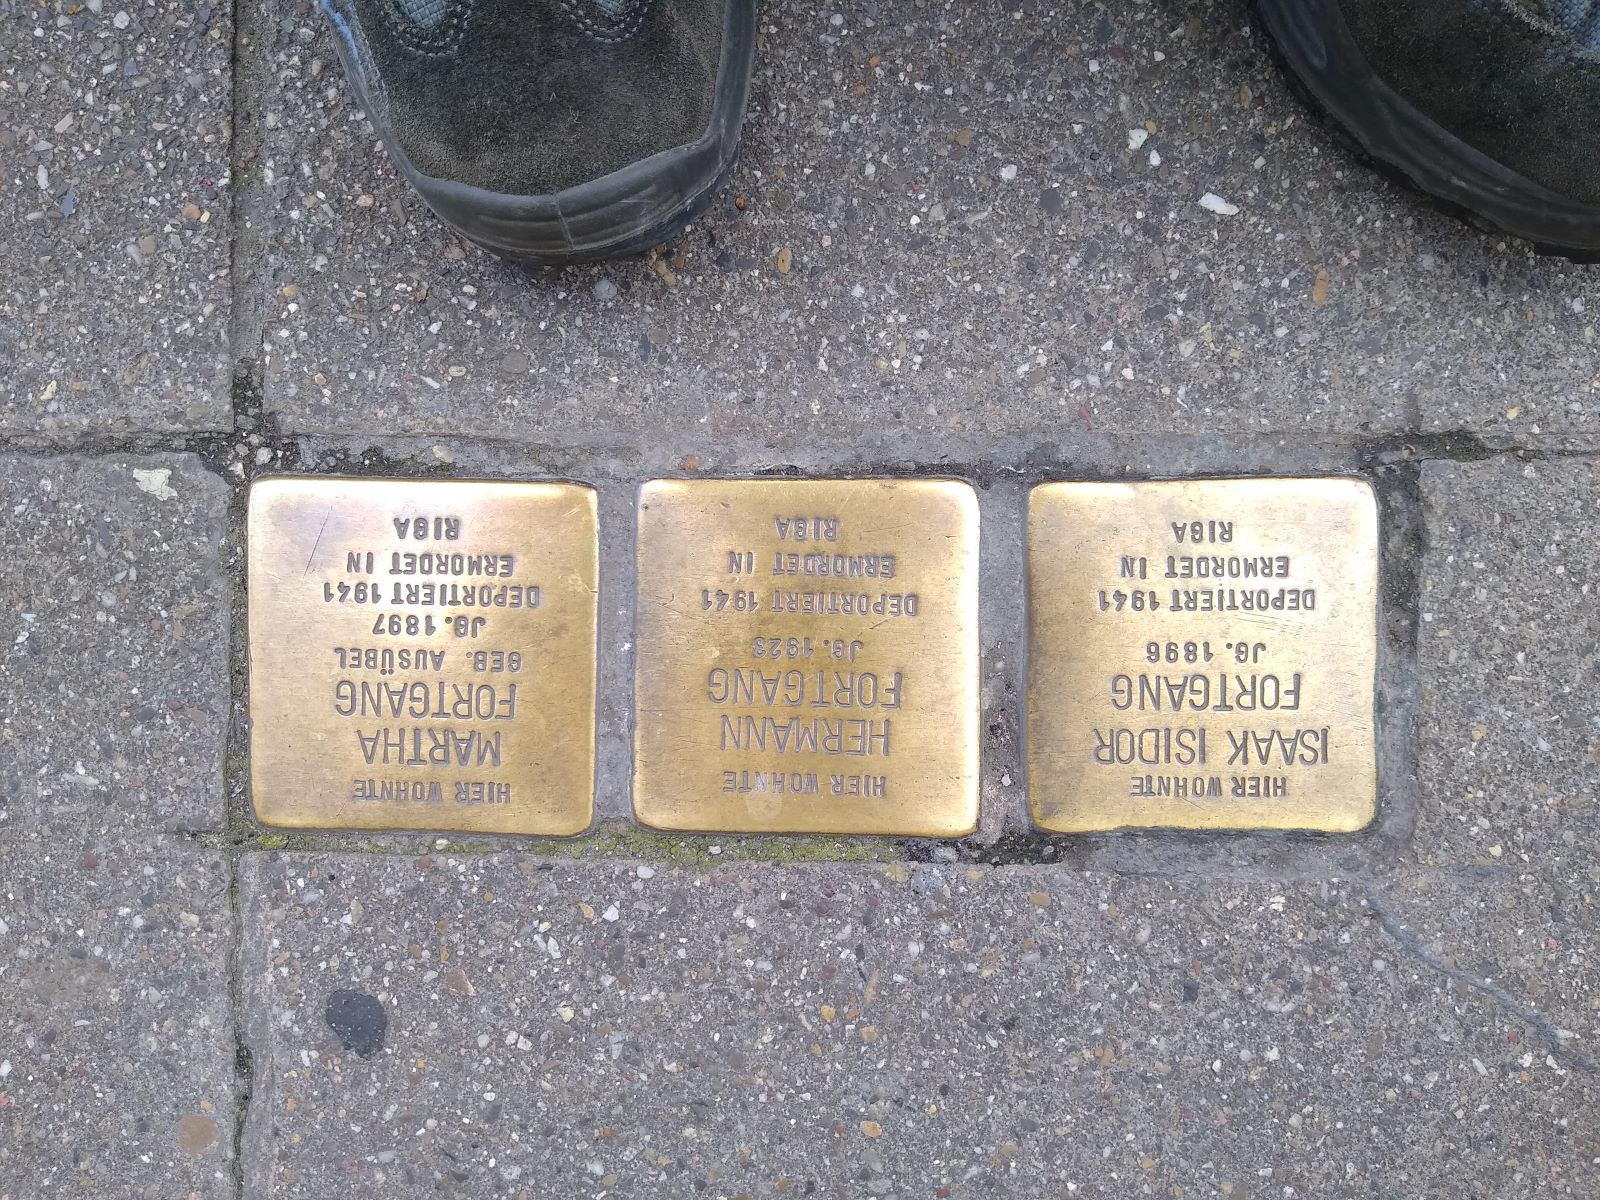 HIER WOHNTE
ISAAK ISIDOR
FORTGANG
JG. 1896
DEPORTIERT 1941
ERMORDET IN
RIGA
HIER WOHNTE
HERMANN
FORTGANG
JG. 1923
DEPORTIERT 1941
ERMORDET IN
RIGA
HIER WOHNTE
MARTHA
FORTGANG
GEB. AUSÜBEL
JG. 1897
DEPORTIERT 1941
ERMORDET IN
RIGA